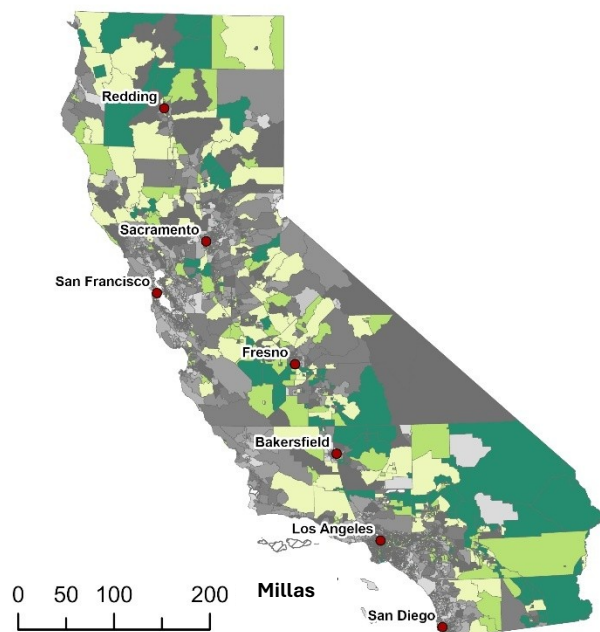 Redding
Sacramento
San Francisco
Fresno
Bakersfield
Los Angeles
San Diego
0 50 100 200 Millas